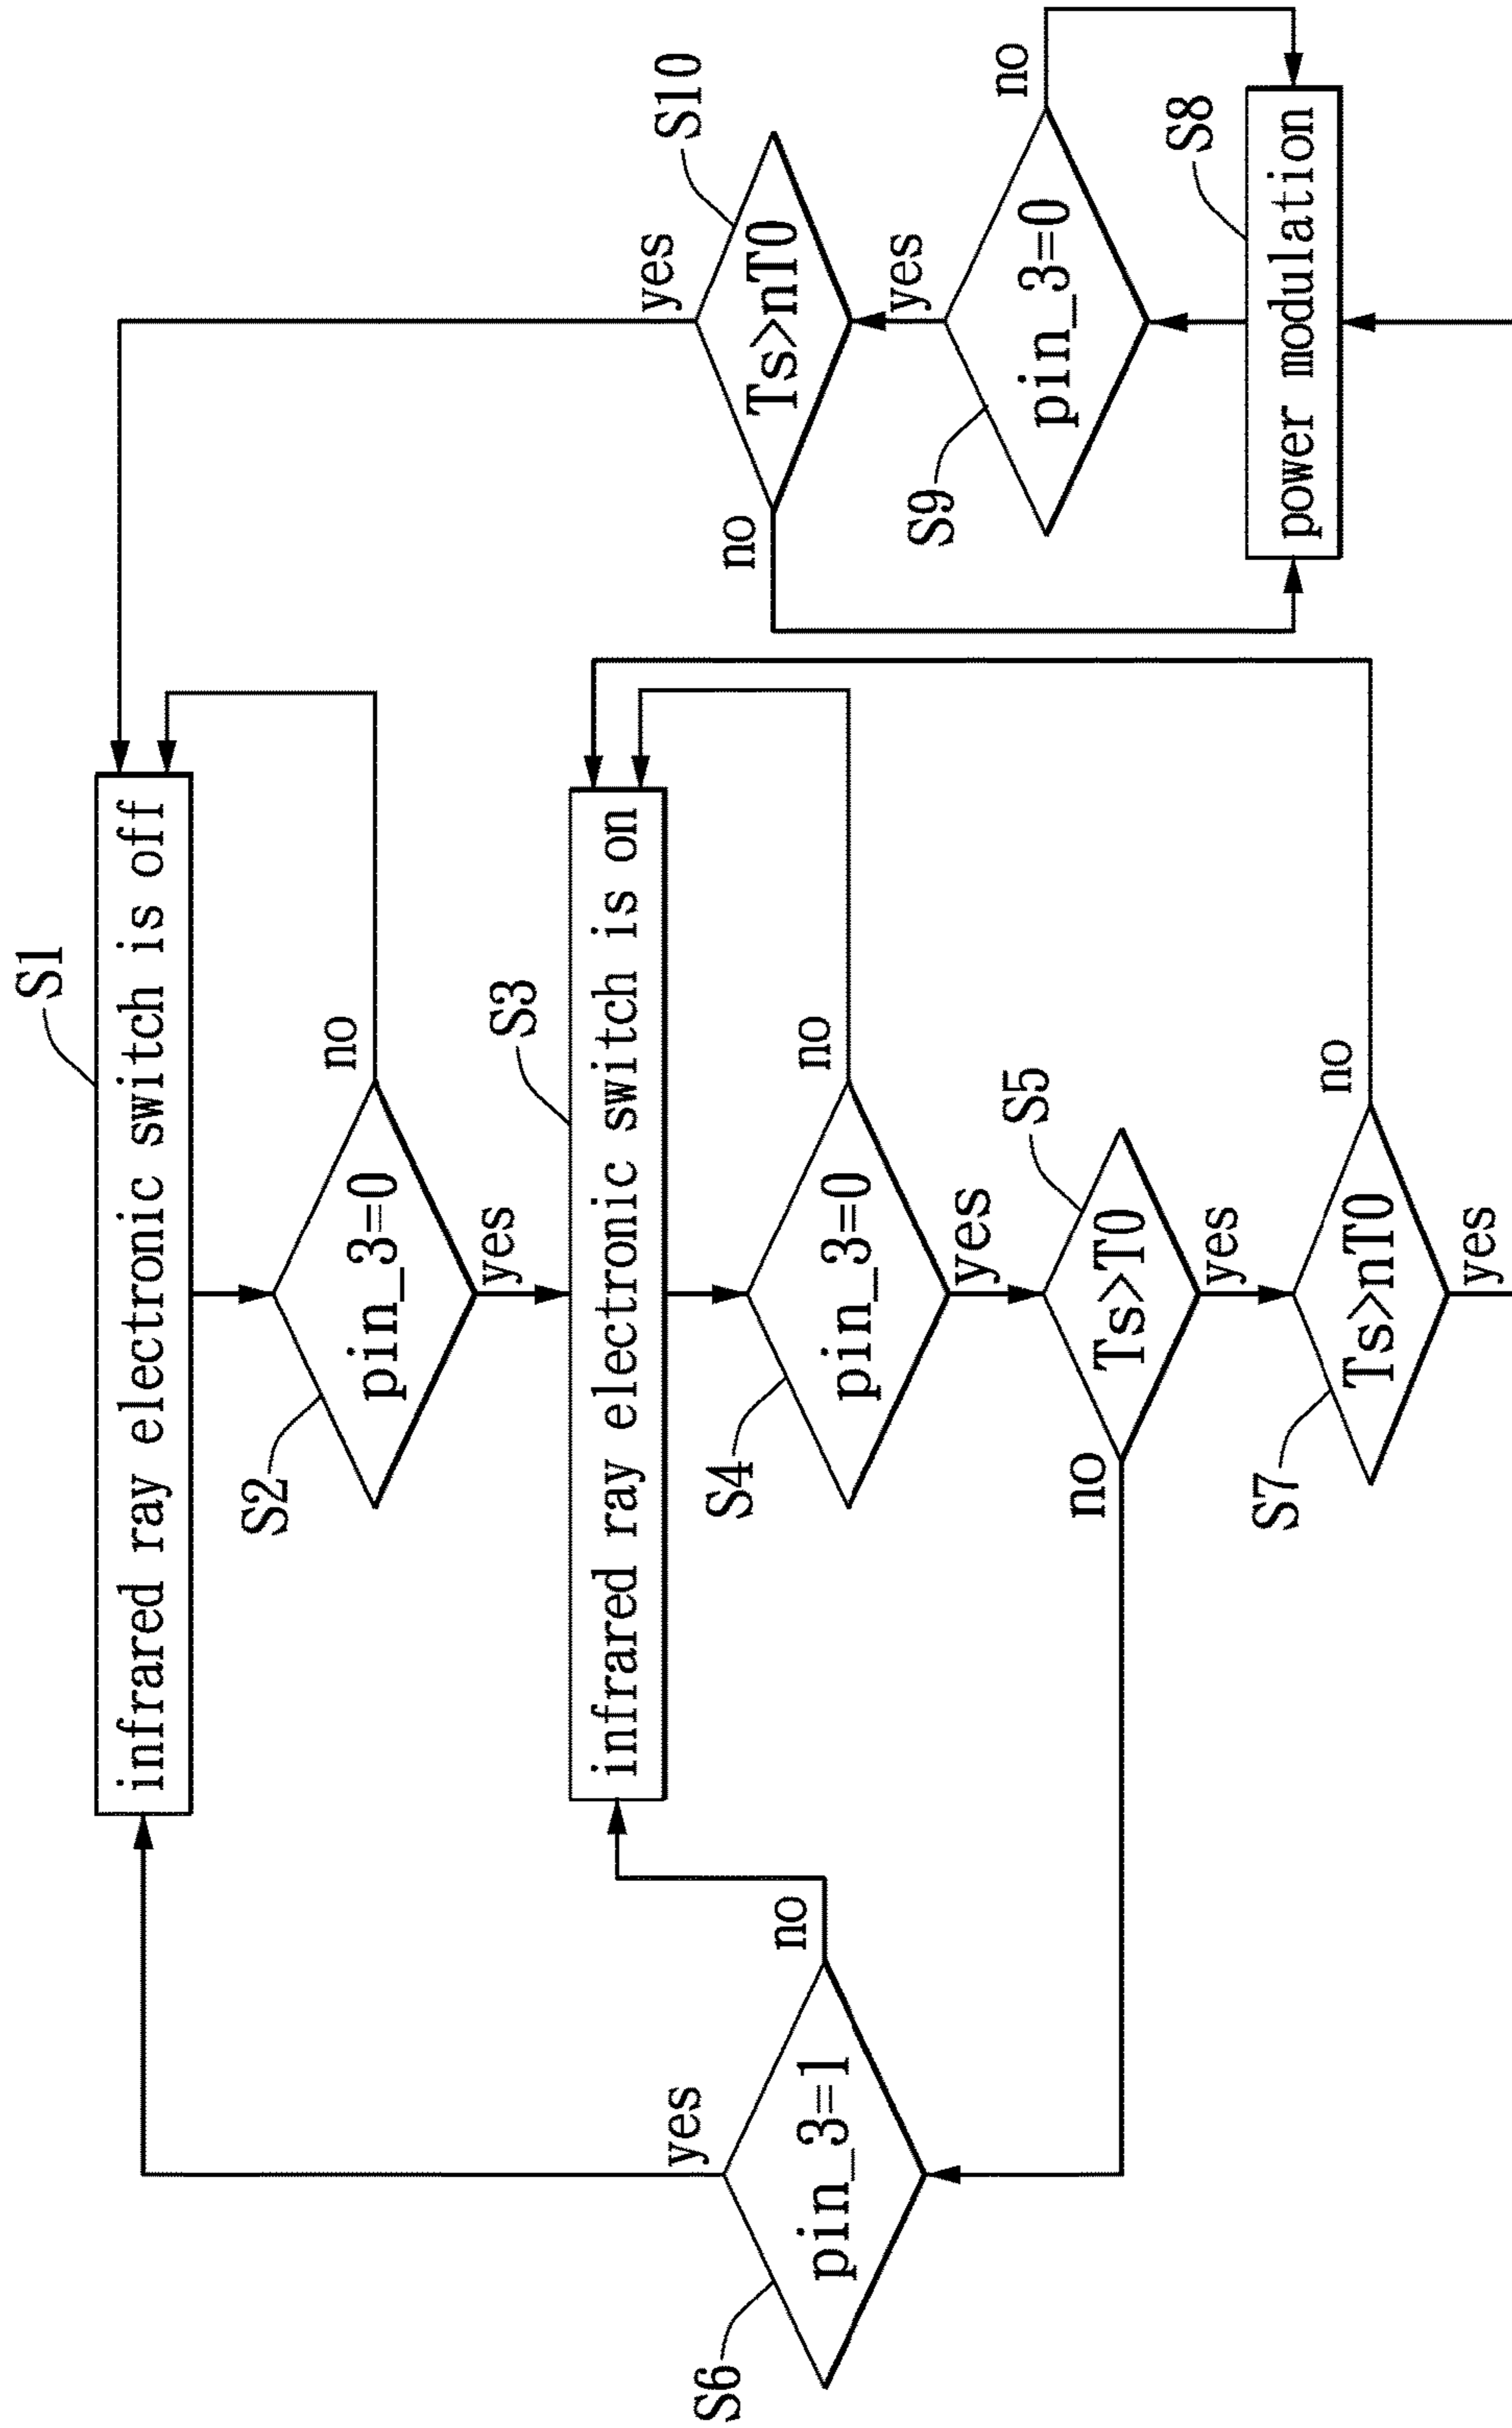 S1
infrared ray electronic switch is off
S2
pin_3=0
no
yes
S3
infrared ray electronic switch is on
S4
pin_3=0
no
yes
S5
Ts>T0
no
yes
S6
pin_3=1
yes
no
S7
Ts>nT0
no
yes
S8
power modulation
S9
pin_3=0
no
yes
S10
Ts>nT0
no
yes